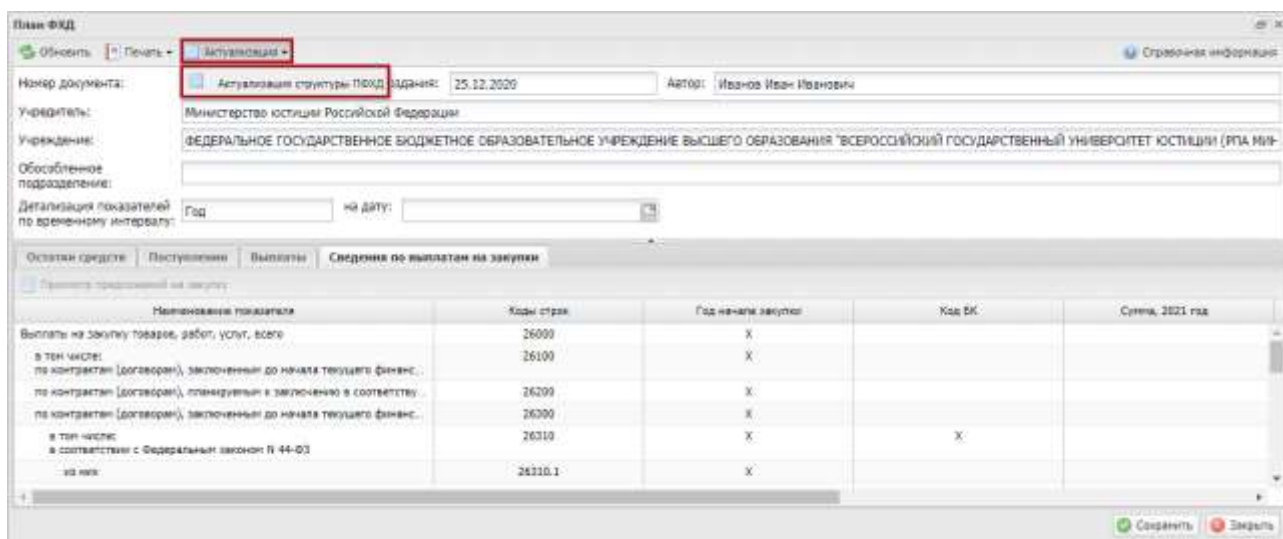 План ФХД
Обновить Печать Актуализация Справочная информация
Номер документа: Актуализация структуры ПФХД здания: 25.12.2020 Автор: Иванов Иван Иванович
Учредитель: Министерство юстиции Российской Федерации
Учреждение: ФЕДЕРАЛЬНОЕ ГОСУДАРСТВЕННОЕ БЮДЖЕТНОЕ ОБРАЗОВАТЕЛЬНОЕ УЧРЕЖДЕНИЕ ВЫСШЕГО ОБРАЗОВАНИЯ "ВСЕРОССИЙСКИЙ ГОСУДАРСТВЕННЫЙ УНИВЕРСИТЕТ ЮСТИЦИИ (РПА МИН
Обособленное
подразделение:
Детализация показателей
по временному интервалу: Год на дату:
Остатки средств Поступления Выплаты Сведения по выплатам на закупки
Просмотр предложений на закупку
Наименование показателя Коды строк Год начала закупки Код БК Сумма, 2021 год
Выплаты на закупку товаров, работ, услуг, всего 26000 X
в том числе:
по контрактам (договорам), заключенным до начала текущего финанс... 26100 X
по контрактам (договорам), планируемым к заключению в соответству... 26200 X
по контрактам (договорам), заключенным до начала текущего финанс... 26300 X
в том числе:
в соответствии с Федеральным законом N 44-ФЗ 26310 X X
из них 26310.1 X
Сохранить Закрыть